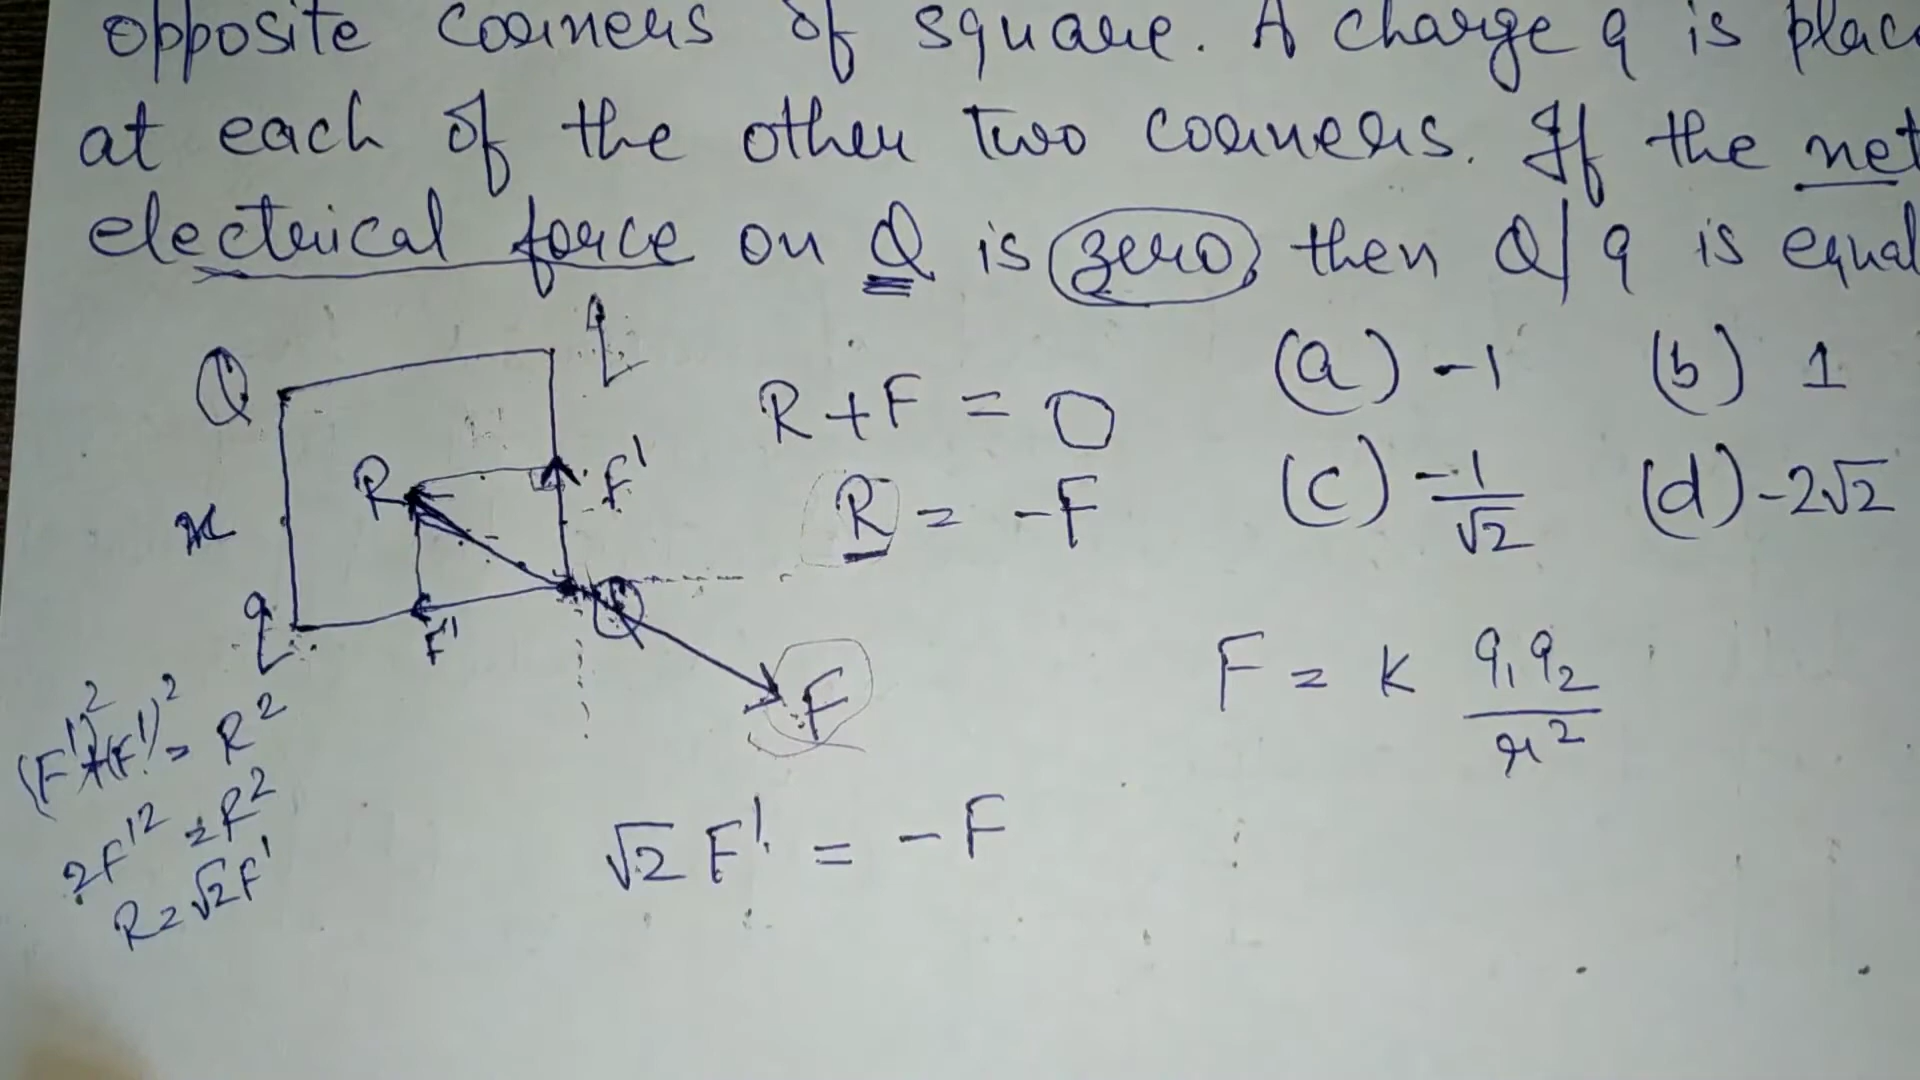 opposite corners of square. A charge q is plac
at each of the other two corners. If the net
electrical force on Q is zero, then Q/q is equal
Q
q
R + F = 0
(a) -1 (b) 1
R
F'
R = -F
(c) -1/√2 (d) -2√2
x
q
F'
Q
F
F = K q₁q₂/r²
(F')² + (F')² = R²
2F'² = R²
R = √2F'
√2 F' = -F